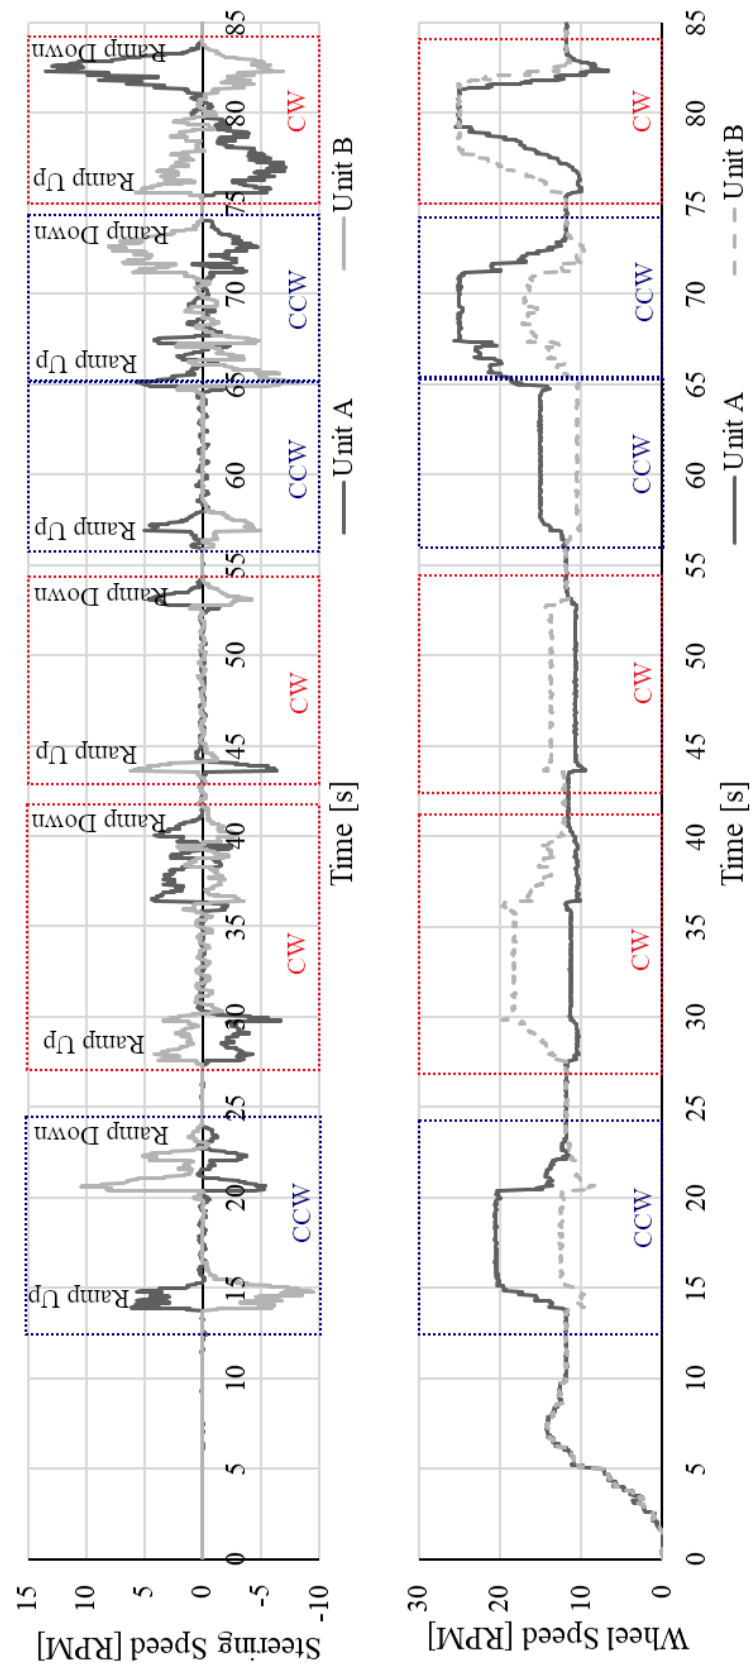 Steering Speed [RPM]
15
Ramp Up Ramp Down Ramp Up Ramp Down Ramp Up Ramp Down Ramp Up Ramp Up Ramp Down Ramp Up Ramp Down
10
5
0
0 5 10 15 20 25 30 35 40 45 50 55 60 65 70 75 80 85
-5
CCW CW CW CCW CCW CW
-10
Time [s] Unit A Unit B
Wheel Speed [RPM]
30
20
10
CCW CW CW CCW CCW CW
0
0 5 10 15 20 25 30 35 40 45 50 55 60 65 70 75 80 85
Time [s] Unit A Unit B